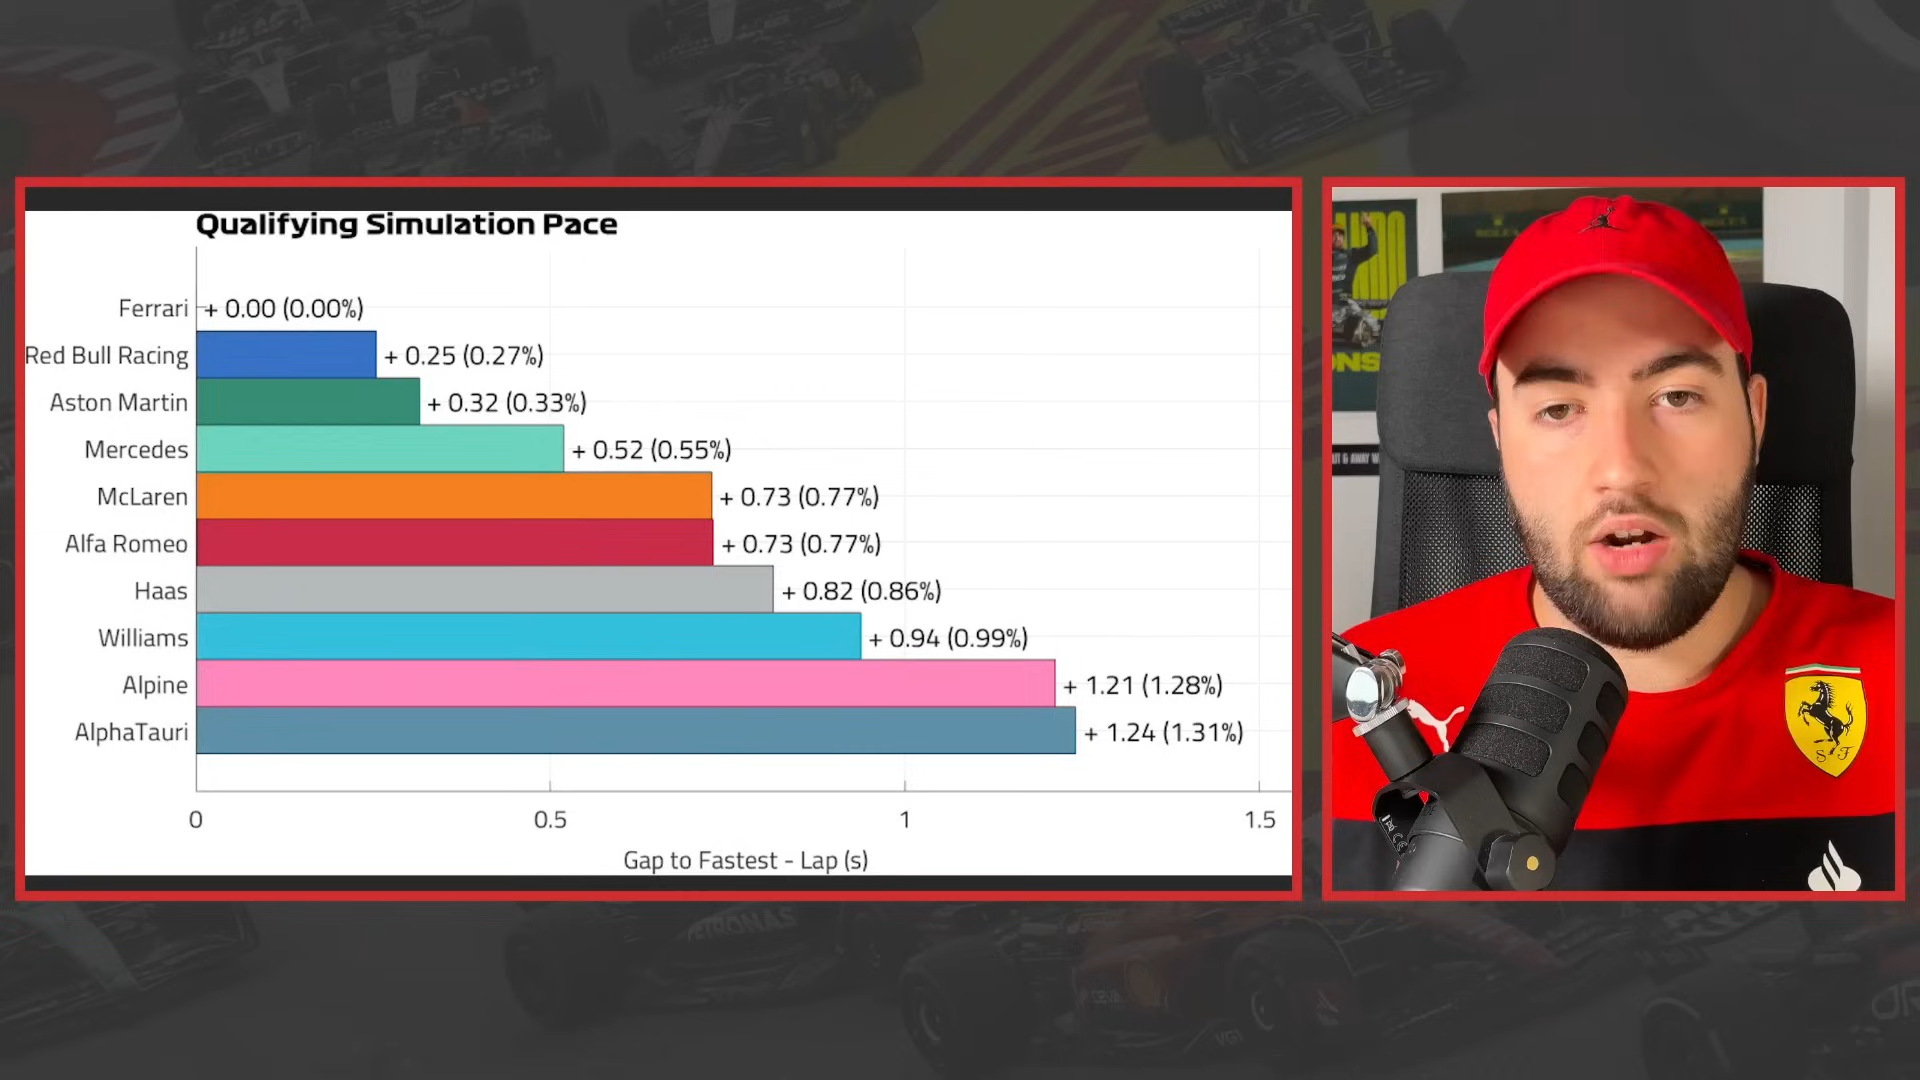 Qualifying Simulation Pace
Ferrari + 0.00 (0.00%)
Red Bull Racing + 0.25 (0.27%)
Aston Martin + 0.32 (0.33%)
Mercedes + 0.52 (0.55%)
McLaren + 0.73 (0.77%)
Alfa Romeo + 0.73 (0.77%)
Haas + 0.82 (0.86%)
Williams + 0.94 (0.99%)
Alpine + 1.21 (1.28%)
AlphaTauri + 1.24 (1.31%)
0 0.5 1 1.5
Gap to Fastest - Lap (s)
ROLEX
S F
PETRONAS